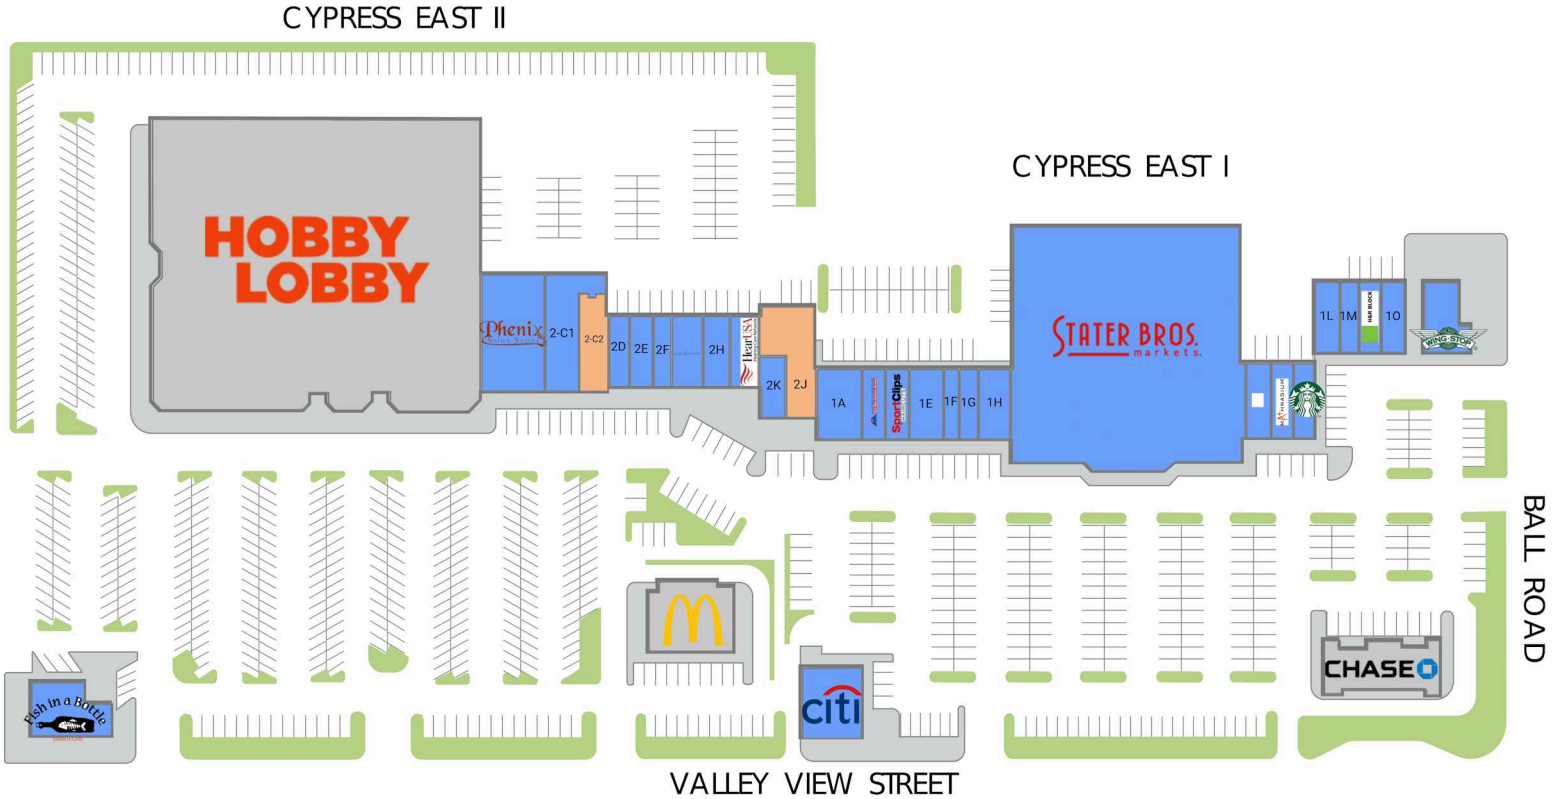 CYPRESS EAST II
CYPRESS EAST I
HOBBY
LOBBY
Phenix
Salon Suites
2-C1
2-C2
2D
2E
2F
2H
HearUSA
2K
2J
1A
SportClips
HAIRCUTS
1E
1F
1G
1H
STATER BROS.
markets.
MATHNASIUM
1L
1M
H&R BLOCK
1O
WING·STOP
BALL ROAD
CHASE
citi
Fish in a Bottle
VALLEY VIEW STREET